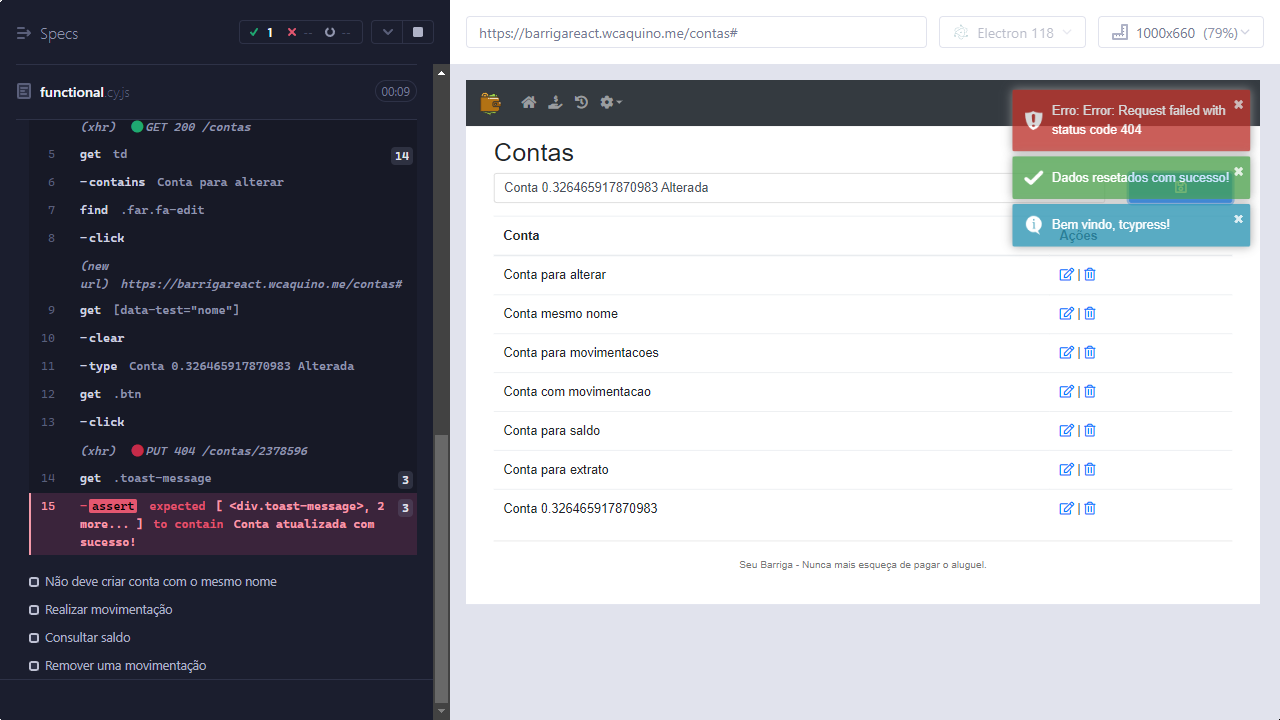 Specs
1
--
--
functional.cy.js
00:09
(xhr) GET 200 /contas
5 get td 14
6 -contains Conta para alterar
7 find .far.fa-edit
8 -click
(new
url) https://barrigareact.wcaquino.me/contas#
9 get [data-test="nome"]
10 -clear
11 -type Conta 0.326465917870983 Alterada
12 get .btn
13 -click
(xhr) PUT 404 /contas/2378596
14 get .toast-message 3
15 -assert expected [ <div.toast-message>, 2 3
more... ] to contain Conta atualizada com
sucesso!
Não deve criar conta com o mesmo nome
Realizar movimentação
Consultar saldo
Remover uma movimentação
https://barrigareact.wcaquino.me/contas#
Electron 118
1000x660 (79%)
Erro: Error: Request failed with
status code 404
×
Dados resetados com sucesso!
×
Bem vindo, tcypress!
×
Contas
Conta 0.326465917870983 Alterada
Conta Ações
Conta para alterar |
Conta mesmo nome |
Conta para movimentacoes |
Conta com movimentacao |
Conta para saldo |
Conta para extrato |
Conta 0.326465917870983 |
Seu Barriga - Nunca mais esqueça de pagar o aluguel.